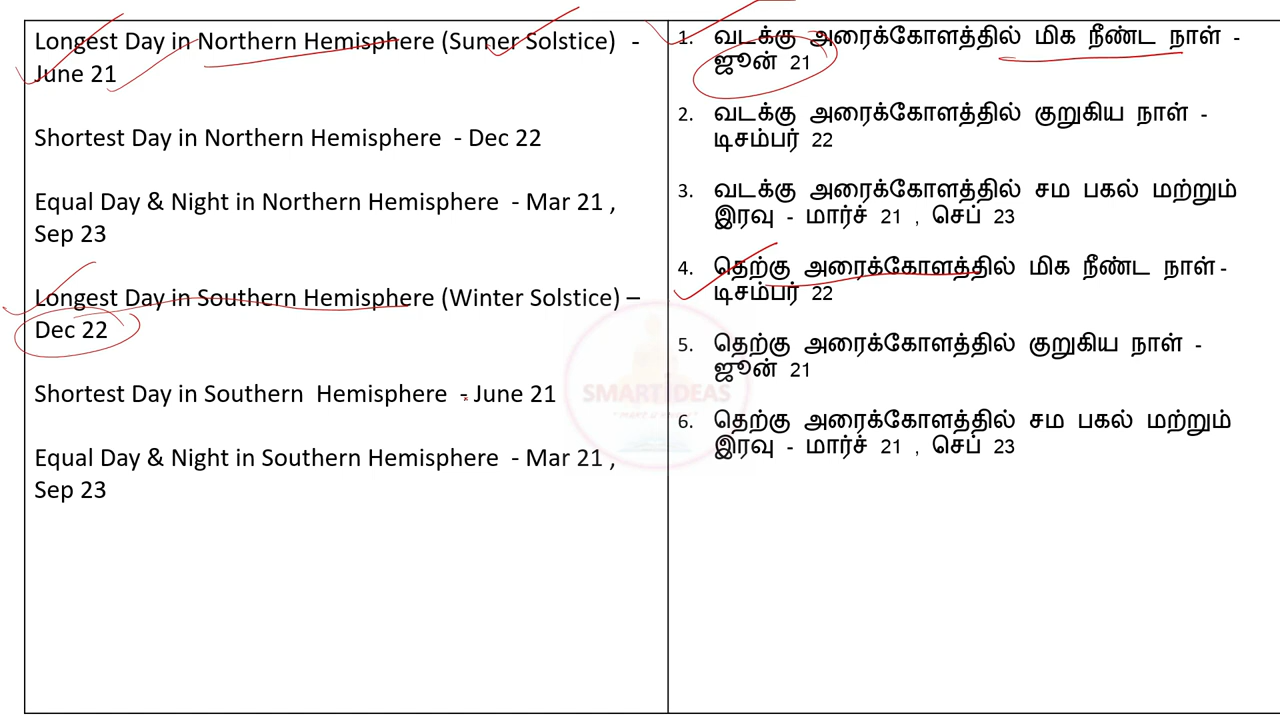 Longest Day in Northern Hemisphere (Sumer Solstice) -
June 21
Shortest Day in Northern Hemisphere - Dec 22
Equal Day & Night in Northern Hemisphere - Mar 21 ,
Sep 23
Longest Day in Southern Hemisphere (Winter Solstice) –
Dec 22
Shortest Day in Southern Hemisphere - June 21
Equal Day & Night in Southern Hemisphere - Mar 21 ,
Sep 23
1. வடக்கு அரைக்கோளத்தில் மிக நீண்ட நாள் -
ஜூன் 21
2. வடக்கு அரைக்கோளத்தில் குறுகிய நாள் -
டிசம்பர் 22
3. வடக்கு அரைக்கோளத்தில் சம பகல் மற்றும்
இரவு - மார்ச் 21 , செப் 23
4. தெற்கு அரைக்கோளத்தில் மிக நீண்ட நாள்-
டிசம்பர் 22
5. தெற்கு அரைக்கோளத்தில் குறுகிய நாள் -
ஜூன் 21
6. தெற்கு அரைக்கோளத்தில் சம பகல் மற்றும்
இரவு - மார்ச் 21 , செப் 23
SMART IDEAS